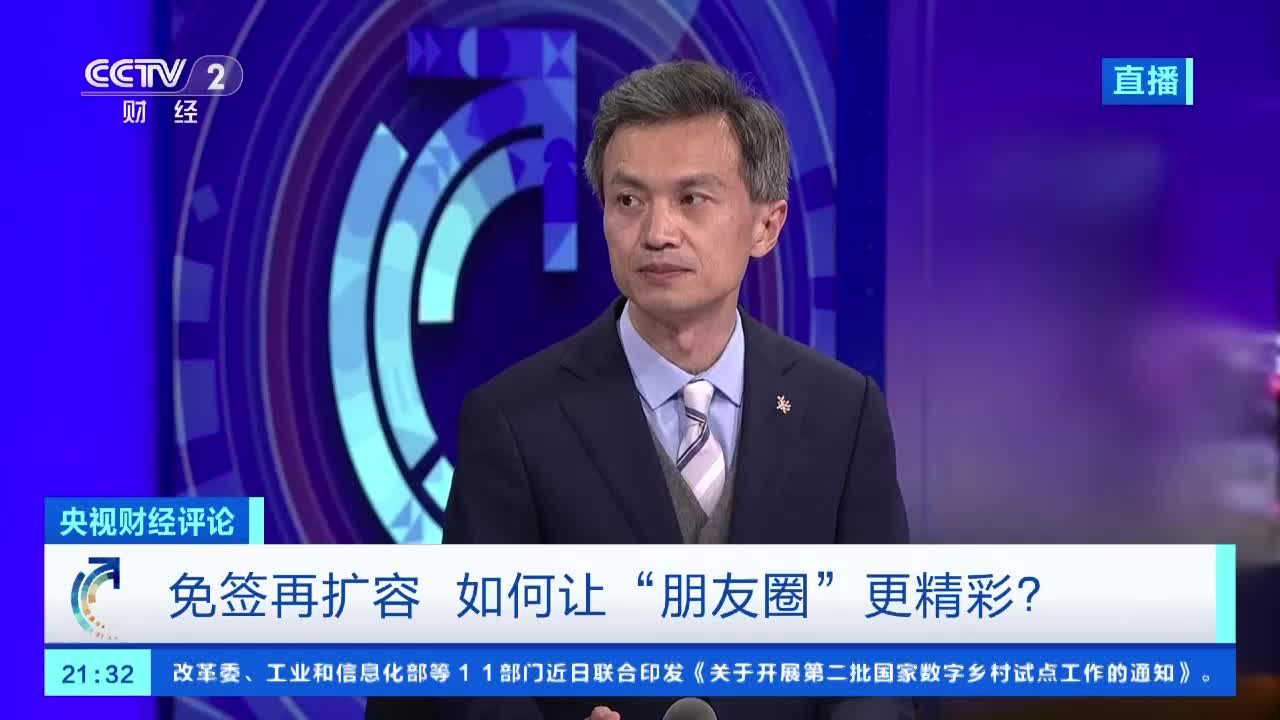 CCTV 2
财经
直播
央视财经评论
免签再扩容 如何让“朋友圈”更精彩?
21:32 改革委、工业和信息化部等11部门近日联合印发《关于开展第二批国家数字乡村试点工作的通知》。